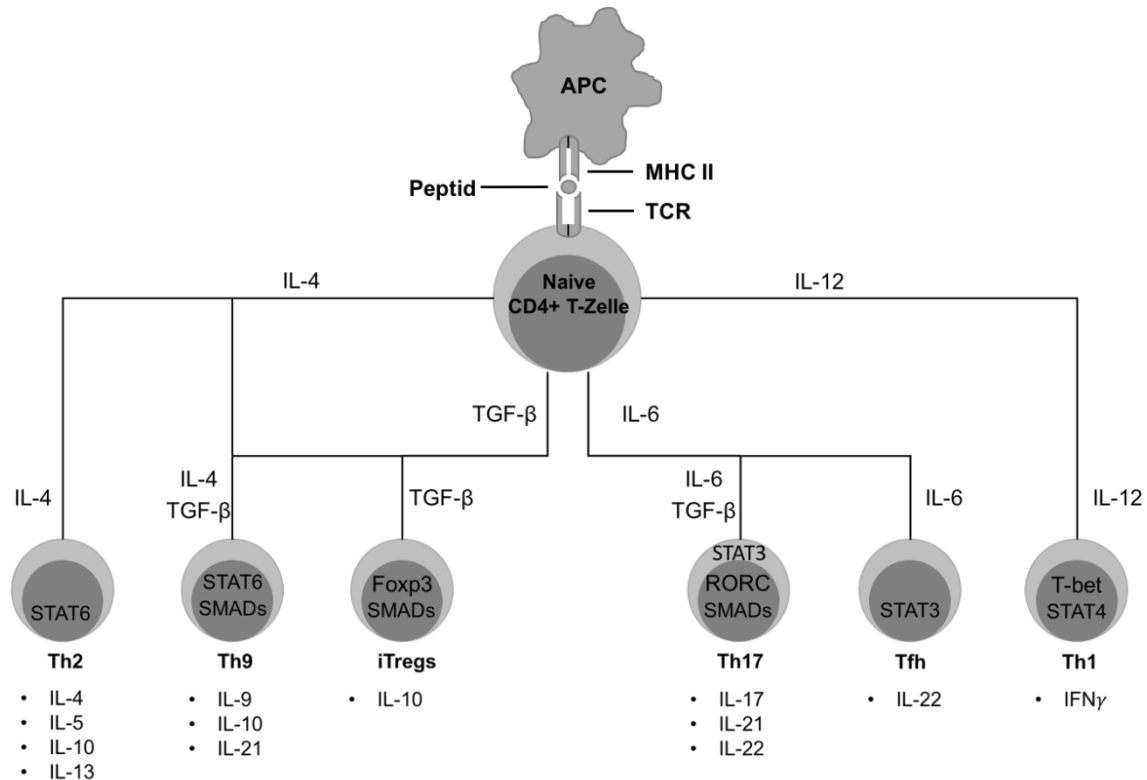 APC
MHC II
Peptid
TCR
Naive
CD4+ T-Zelle
IL-4
IL-12
TGF-β
IL-6
IL-4
IL-4
TGF-β
TGF-β
IL-6
TGF-β
IL-6
IL-12
STAT6
STAT6
SMADs
Foxp3
SMADs
STAT3
RORC
SMADs
STAT3
T-bet
STAT4
Th2
Th9
iTregs
Th17
Tfh
Th1
• IL-4
• IL-5
• IL-10
• IL-13
• IL-9
• IL-10
• IL-21
• IL-10
• IL-17
• IL-21
• IL-22
• IL-22
• IFNγ